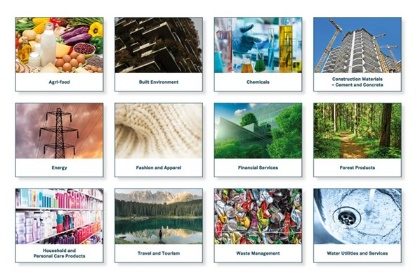 Agri-food
Built Environment
Chemicals
Construction Materials
– Cement and Concrete
Energy
Fashion and Apparel
Financial Services
Forest Products
Household and
Personal Care Products
Travel and Tourism
Waste Management
Water Utilities and Services